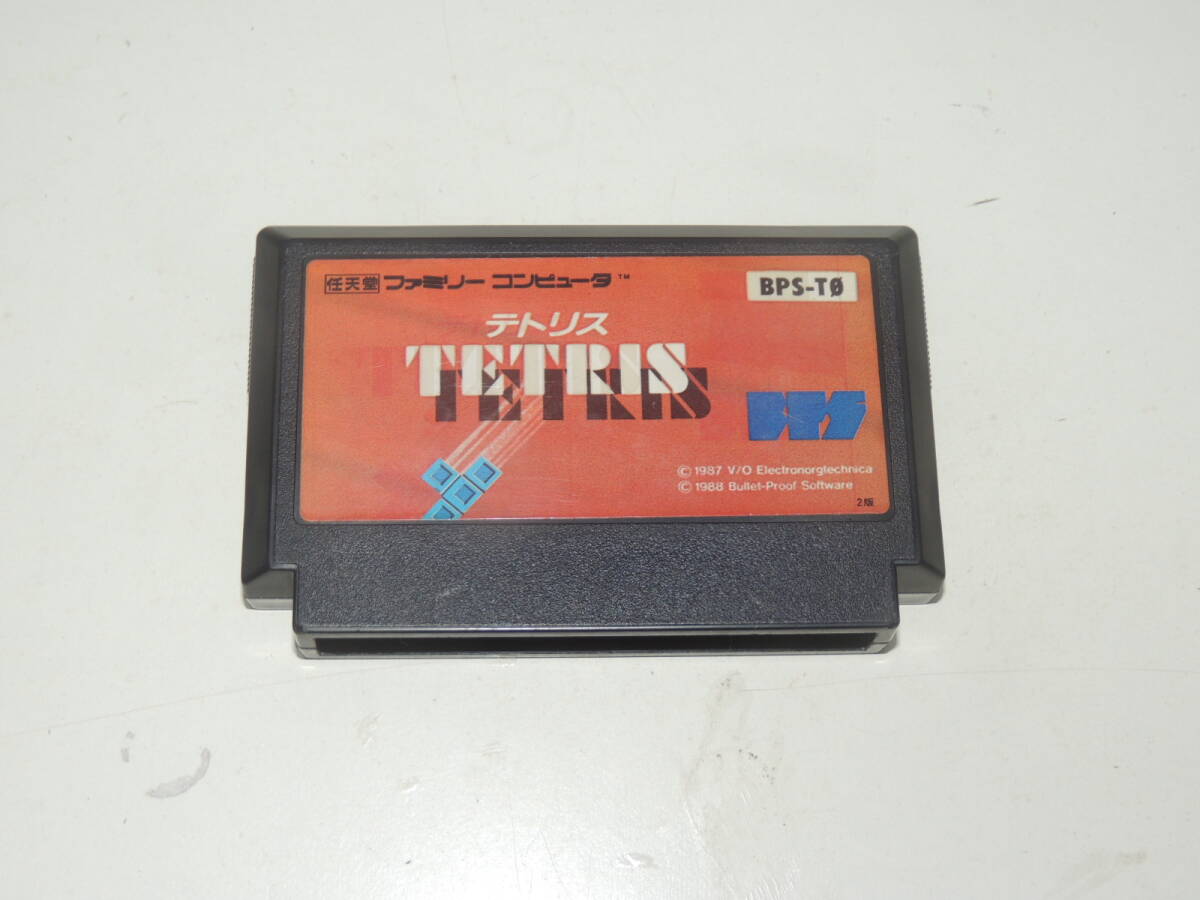 任天堂 ファミリー コンピュータ™
BPS-TØ
テトリス
TETRIS
BPS
© 1987 V/O Electronorgtechnica
© 1988 Bullet-Proof Software
2版